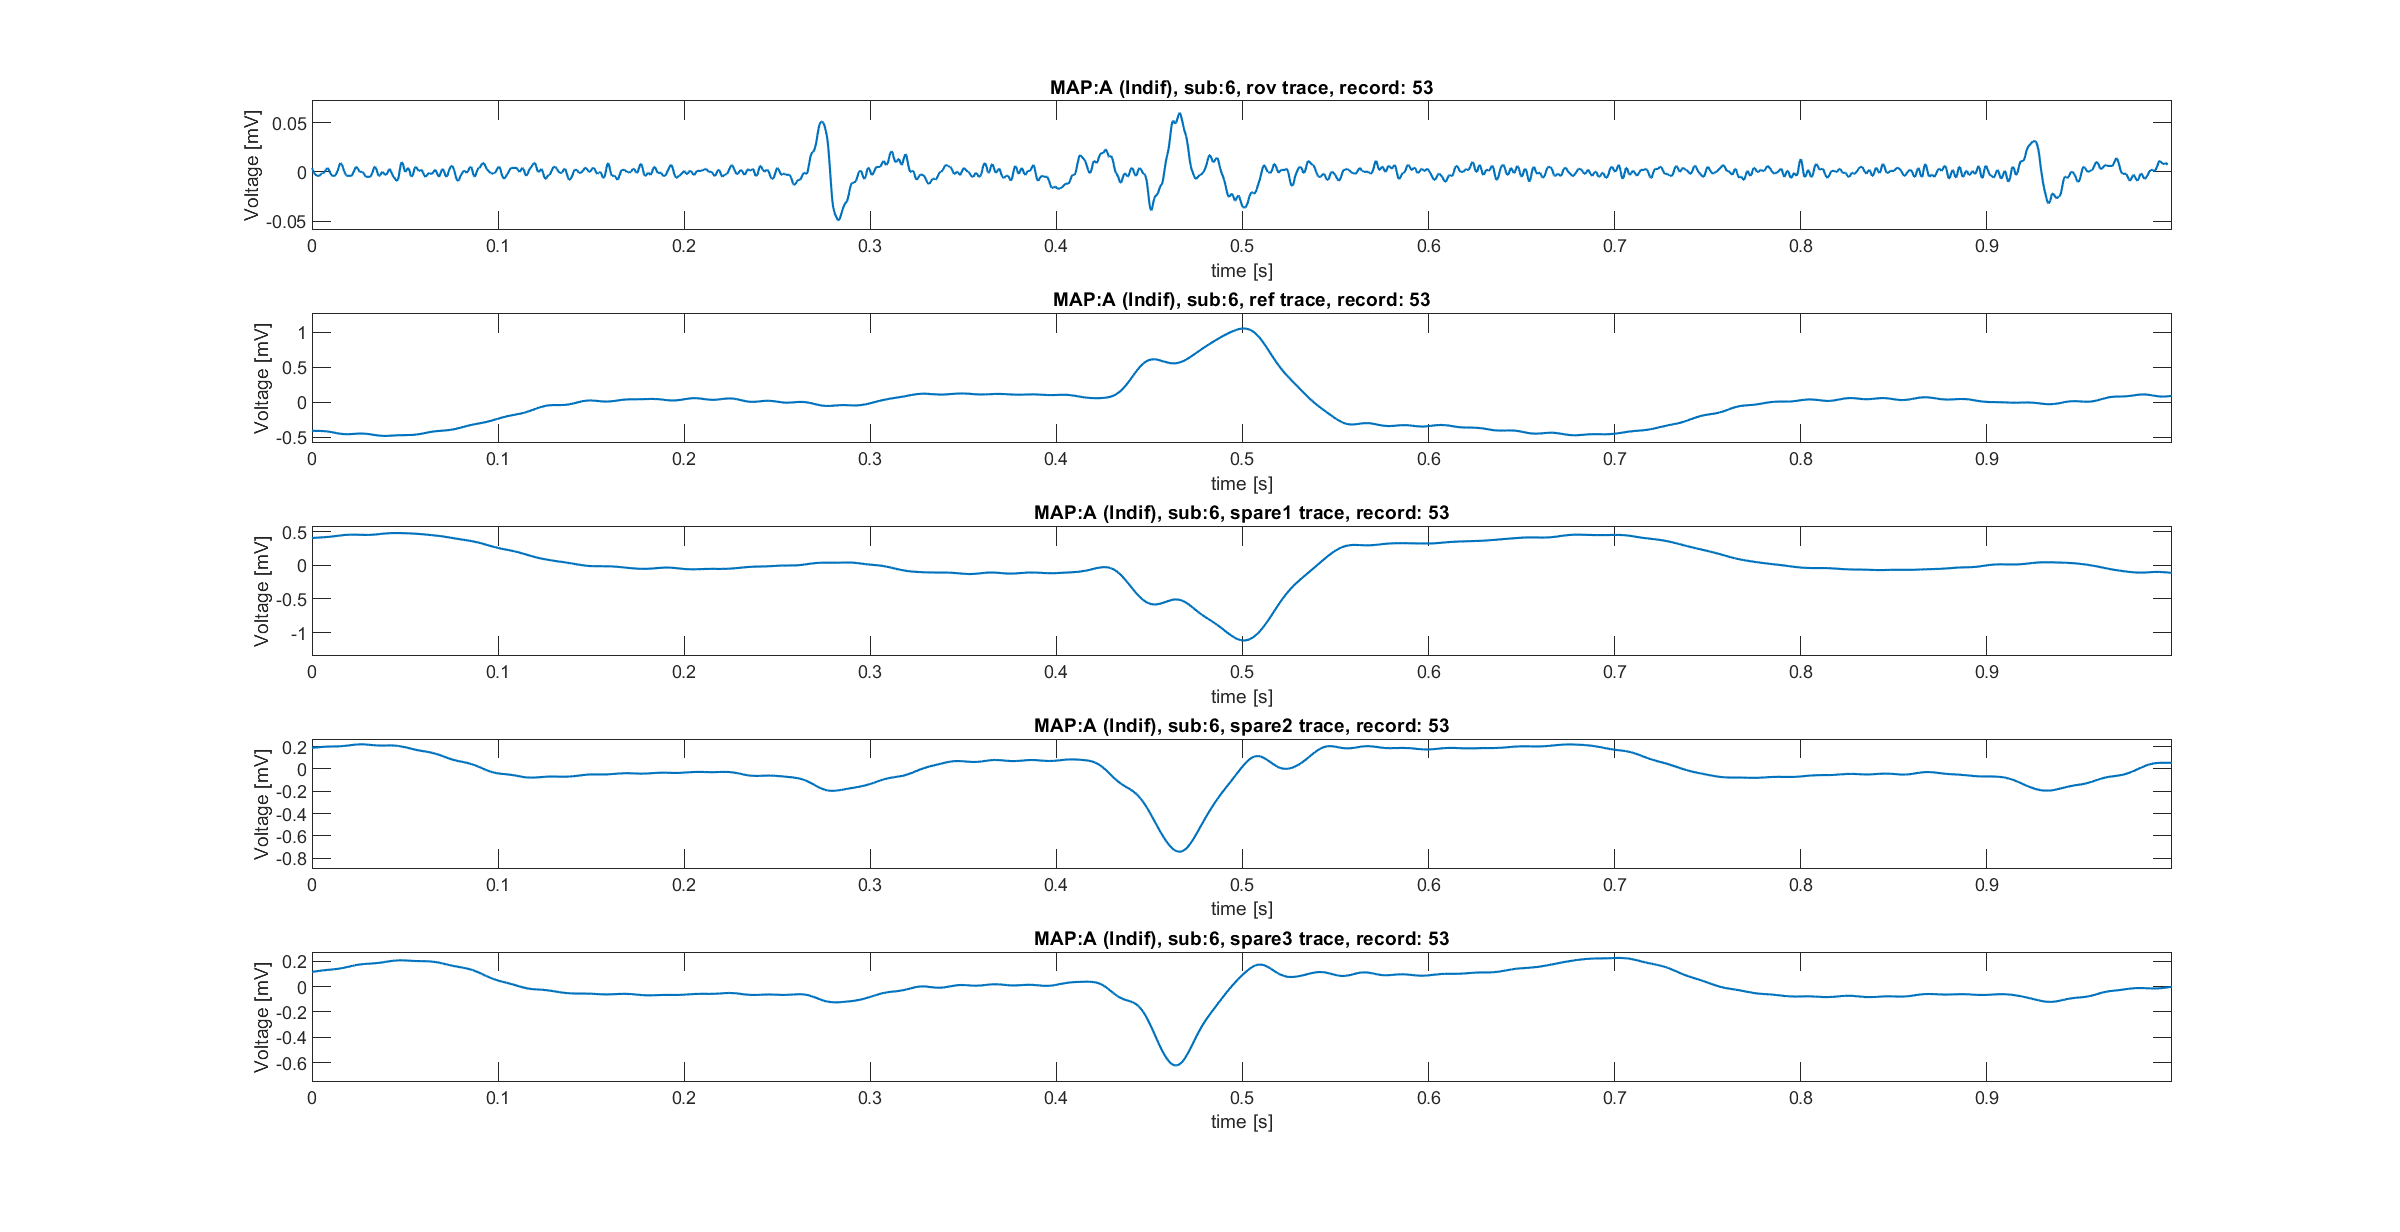 MAP:A (Indif), sub:6, rov trace, record: 53
Voltage [mV]
0.05
0
-0.05
0 0.1 0.2 0.3 0.4 0.5 0.6 0.7 0.8 0.9
time [s]
MAP:A (Indif), sub:6, ref trace, record: 53
Voltage [mV]
1
0.5
0
-0.5
0 0.1 0.2 0.3 0.4 0.5 0.6 0.7 0.8 0.9
time [s]
MAP:A (Indif), sub:6, spare1 trace, record: 53
Voltage [mV]
0.5
0
-0.5
-1
0 0.1 0.2 0.3 0.4 0.5 0.6 0.7 0.8 0.9
time [s]
MAP:A (Indif), sub:6, spare2 trace, record: 53
Voltage [mV]
0.2
0
-0.2
-0.4
-0.6
-0.8
0 0.1 0.2 0.3 0.4 0.5 0.6 0.7 0.8 0.9
time [s]
MAP:A (Indif), sub:6, spare3 trace, record: 53
Voltage [mV]
0.2
0
-0.2
-0.4
-0.6
0 0.1 0.2 0.3 0.4 0.5 0.6 0.7 0.8 0.9
time [s]